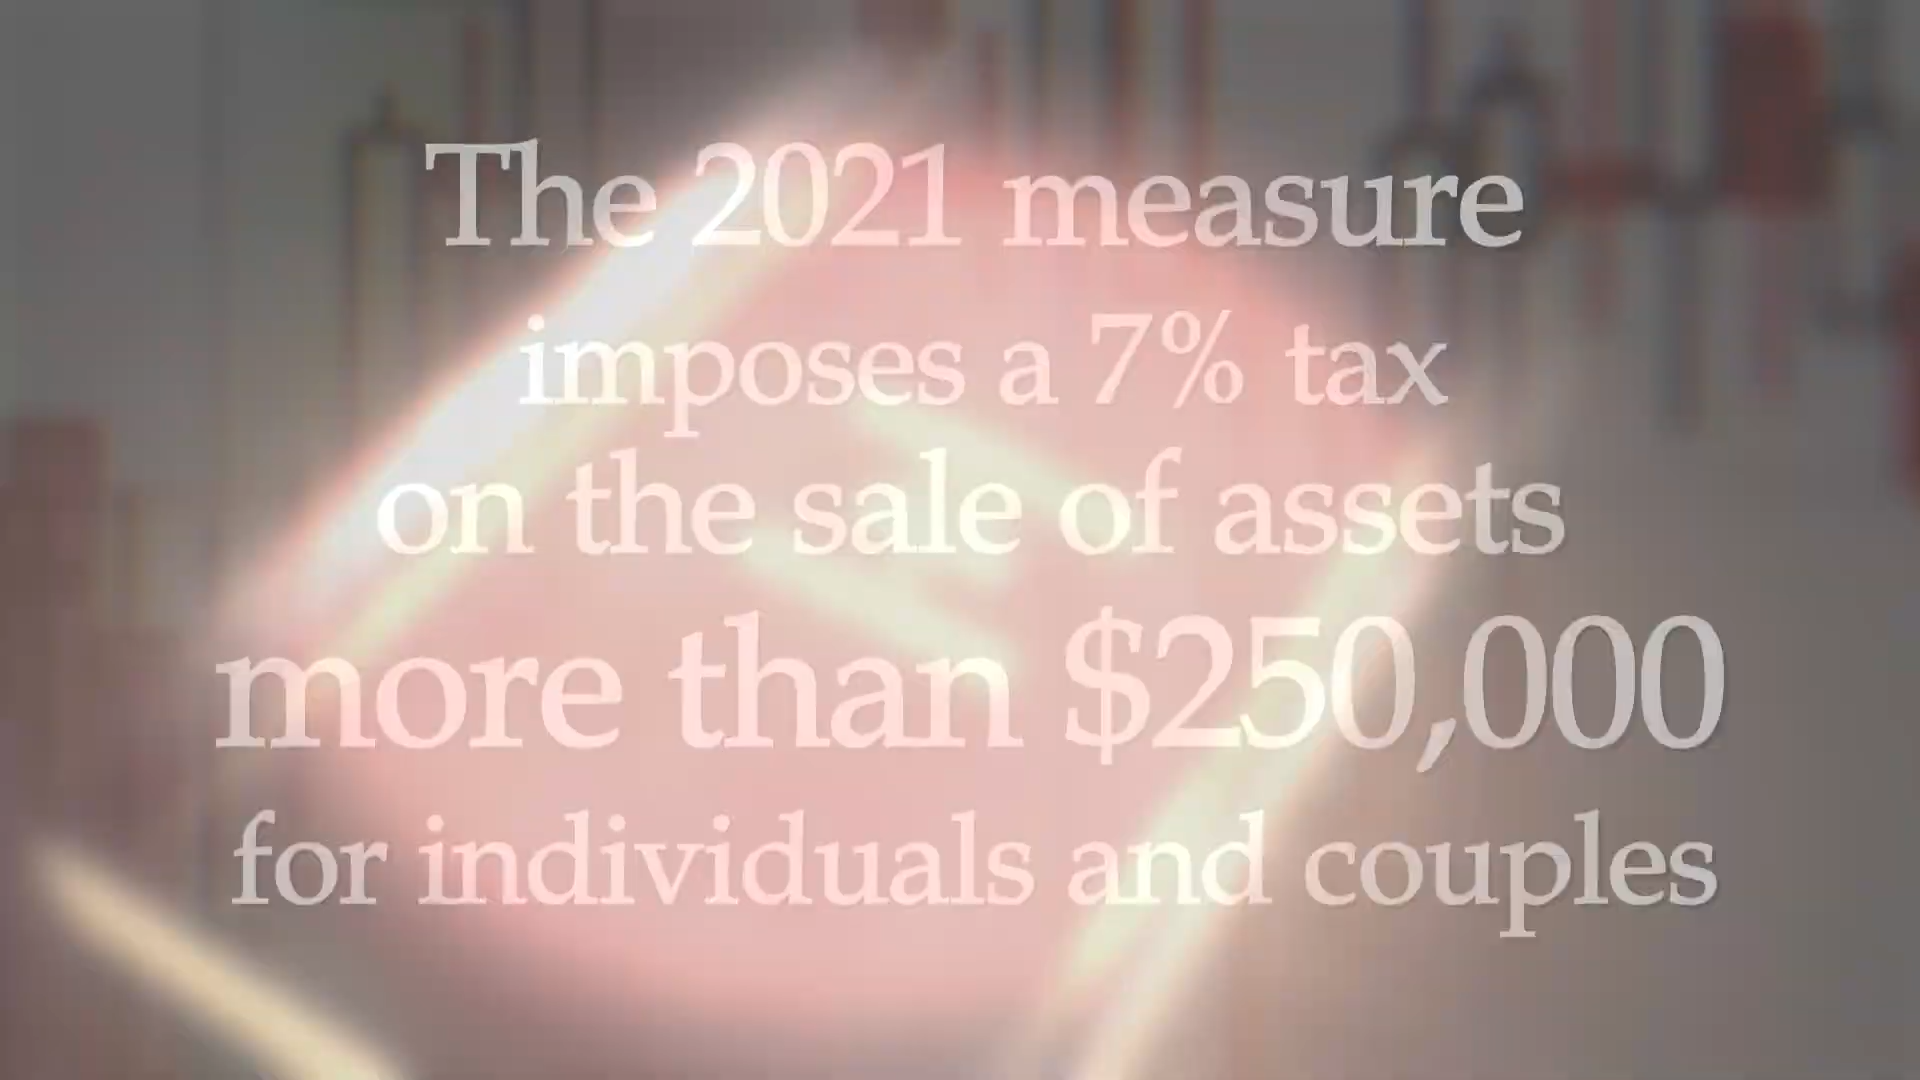 The 2021 measure
imposes a 7% tax
on the sale of assets
more than $250,000
for individuals and couples